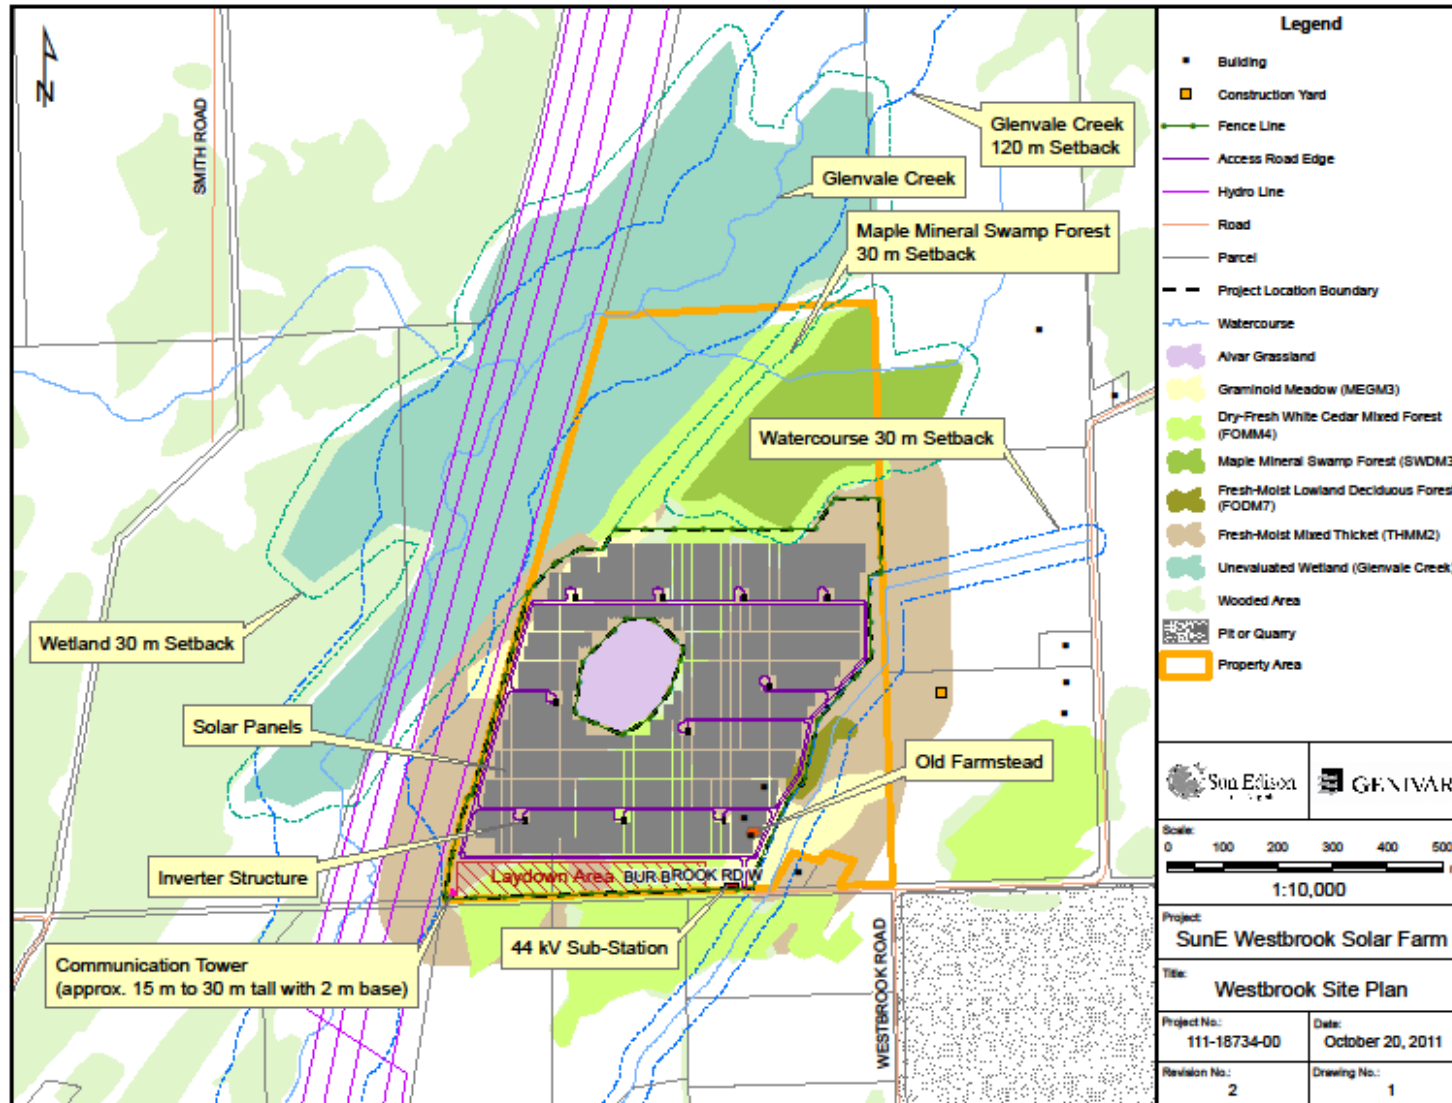 N
SMITH ROAD
Glenvale Creek
120 m Setback
Glenvale Creek
Maple Mineral Swamp Forest
30 m Setback
Watercourse 30 m Setback
Wetland 30 m Setback
Solar Panels
Old Farmstead
Inverter Structure
Laydown Area
BUR BROOK RD W
44 kV Sub-Station
Communication Tower
(approx. 15 m to 30 m tall with 2 m base)
WESTBROOK ROAD
Legend
Building
Construction Yard
Fence Line
Access Road Edge
Hydro Line
Road
Parcel
Project Location Boundary
Watercourse
Alvar Grassland
Graminoid Meadow (MEGM3)
Dry-Fresh White Cedar Mixed Forest
(FOMM4)
Maple Mineral Swamp Forest (SWDM3
Fresh-Moist Lowland Deciduous Fores
(FODM7)
Fresh-Moist Mixed Thicket (THMM2)
Unevaluated Wetland (Glenvale Creek)
Wooded Area
Pit or Quarry
Property Area
Sun Edison
GENIVAR
Scale:
0 100 200 300 400 500
1:10,000
Project:
SunE Westbrook Solar Farm
Title:
Westbrook Site Plan
Project No.:
111-18734-00
Date:
October 20, 2011
Revision No.:
2
Drawing No.:
1